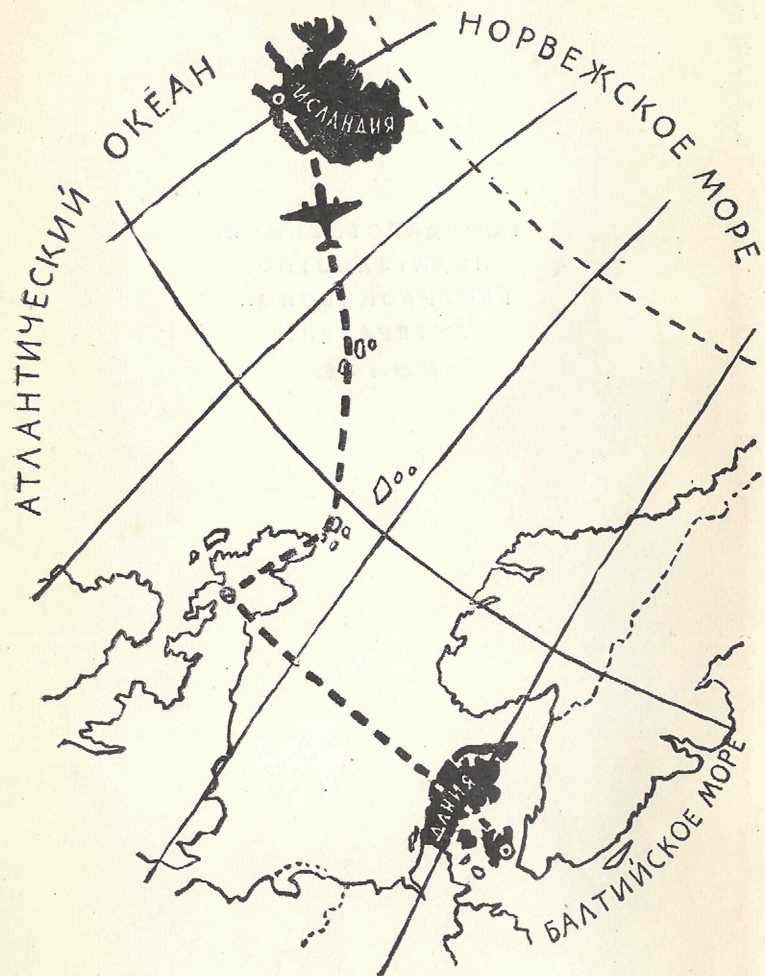 АТЛАНТИЧЕСКИЙ ОКЕАН
НОРВЕЖСКОЕ МОРЕ
ИСЛАНДИЯ
ДАНИЯ
БАЛТИЙСКОЕ МОРЕ